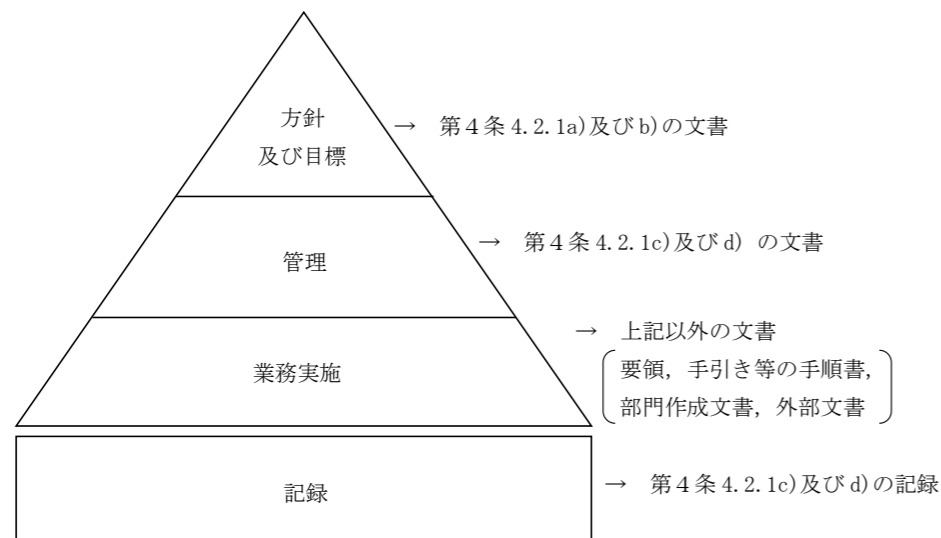 方針
及び目標
→ 第４条 4.2.1a)及びb)の文書
管理
→ 第４条 4.2.1c)及びd) の文書
業務実施
→ 上記以外の文書
要領，手引き等の手順書，
部門作成文書，外部文書
記録
→ 第４条 4.2.1c)及びd)の記録